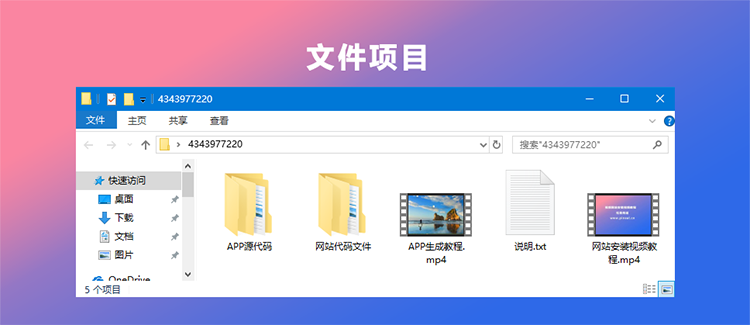 文件项目
4343977220
文件 主页 共享 查看
4343977220 搜索"4343977220"
快速访问
桌面
下载
文档
图片
OneDrive
APP源代码
网站代码文件
APP生成教程.
mp4
说明.txt
网站安装视频教
程.mp4
5 个项目